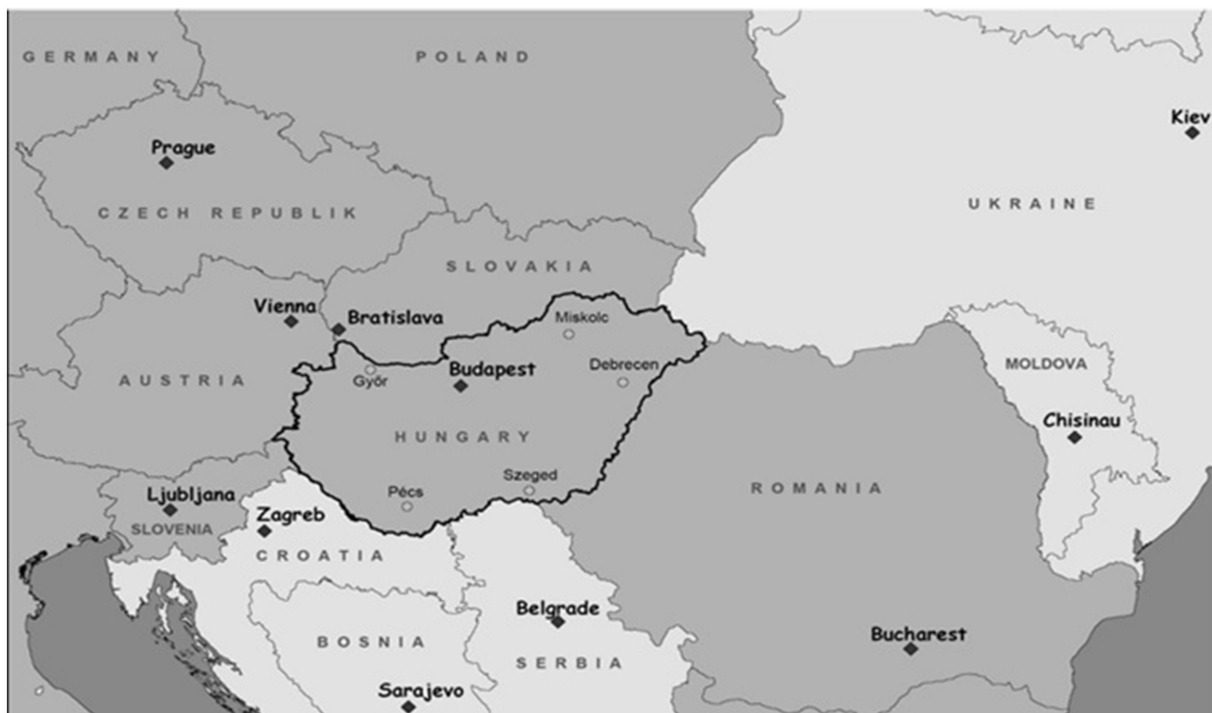 GERMANY
POLAND
Kiev
Prague
UKRAINE
CZECH REPUBLIK
SLOVAKIA
Vienna
Bratislava
Miskolc
MOLDOVA
Debrecen
Budapest
AUSTRIA
Győr
Chisinau
HUNGARY
Szeged
ROMANIA
Ljubljana
Pécs
Zagreb
SLOVENIA
CROATIA
Belgrade
Bucharest
BOSNIA
SERBIA
Sarajevo